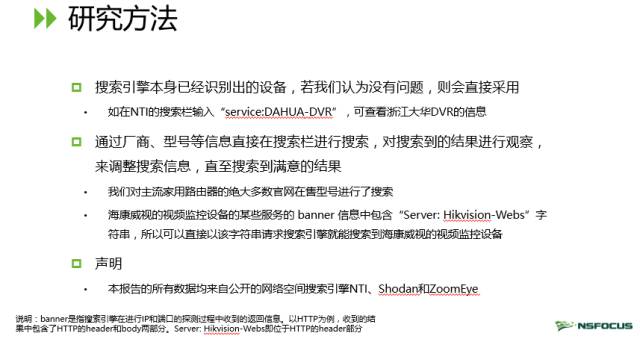 研究方法
搜索引擎本身已经识别出的设备，若我们认为没有问题，则会直接采用
如在NTI的搜索栏输入“service:DAHUA-DVR”，可查看浙江大华DVR的信息
通过厂商、型号等信息直接在搜索栏进行搜索，对搜索到的结果进行观察，
来调整搜索信息，直至搜索到满意的结果
我们对主流家用路由器的绝大多数官网在售型号进行了搜索
海康威视的视频监控设备的某些服务的 banner 信息中包含“Server: Hikvision-Webs”字
符串，所以可以直接以该字符串请求搜索引擎就能搜索到海康威视的视频监控设备
声明
本报告的所有数据均来自公开的网络空间搜索引擎NTI、Shodan和ZoomEye
说明：banner是指搜索引擎在进行IP和端口的探测过程中收到的返回信息。以HTTP为例，收到的结
果中包含了HTTP的header和body两部分。Server: Hikvision-Webs即位于HTTP的header部分
NSFOCUS